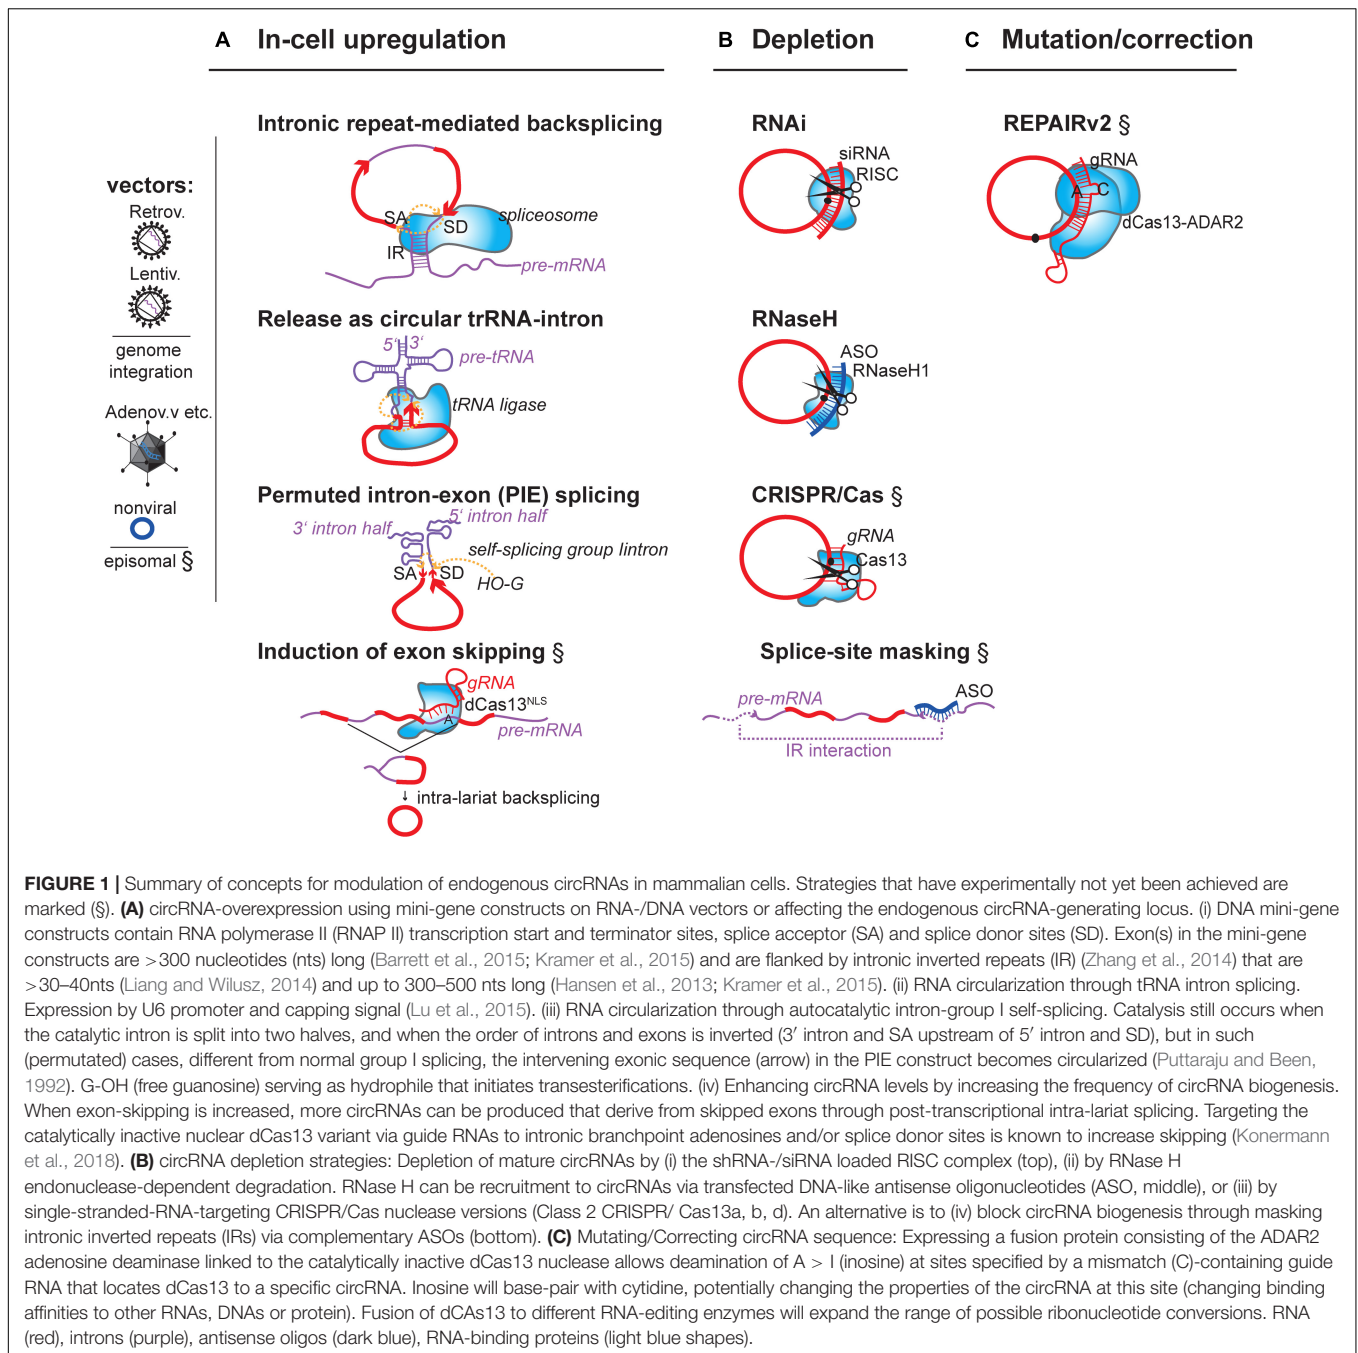 A In-cell upregulation
B Depletion
C Mutation/correction
vectors:
Retrov.
Lentiv.
genome
integration
Adenov.v etc.
nonviral
episomal §
Intronic repeat-mediated backsplicing
SA
SD
spliceosome
IR
pre-mRNA
Release as circular trRNA-intron
5‘ 3‘
pre-tRNA
tRNA ligase
Permuted intron-exon (PIE) splicing
3‘ intron half
5‘ intron half
self-splicing group Iintron
SA SD
HO-G
Induction of exon skipping §
gRNA
dCas13NLS
A
pre-mRNA
↓ intra-lariat backsplicing
RNAi
siRNA
RISC
RNaseH
ASO
RNaseH1
CRISPR/Cas §
gRNA
Cas13
Splice-site masking §
pre-mRNA
ASO
IR interaction
REPAIRv2 §
gRNA
A C
dCas13-ADAR2
FIGURE 1 | Summary of concepts for modulation of endogenous circRNAs in mammalian cells. Strategies that have experimentally not yet been achieved are
marked (§). (A) circRNA-overexpression using mini-gene constructs on RNA-/DNA vectors or affecting the endogenous circRNA-generating locus. (i) DNA mini-gene
constructs contain RNA polymerase II (RNAP II) transcription start and terminator sites, splice acceptor (SA) and splice donor sites (SD). Exon(s) in the mini-gene
constructs are >300 nucleotides (nts) long (Barrett et al., 2015; Kramer et al., 2015) and are flanked by intronic inverted repeats (IR) (Zhang et al., 2014) that are
>30–40nts (Liang and Wilusz, 2014) and up to 300–500 nts long (Hansen et al., 2013; Kramer et al., 2015). (ii) RNA circularization through tRNA intron splicing.
Expression by U6 promoter and capping signal (Lu et al., 2015). (iii) RNA circularization through autocatalytic intron-group I self-splicing. Catalysis still occurs when
the catalytic intron is split into two halves, and when the order of introns and exons is inverted (3′ intron and SA upstream of 5′ intron and SD), but in such
(permutated) cases, different from normal group I splicing, the intervening exonic sequence (arrow) in the PIE construct becomes circularized (Puttaraju and Been,
1992). G-OH (free guanosine) serving as hydrophile that initiates transesterifications. (iv) Enhancing circRNA levels by increasing the frequency of circRNA biogenesis.
When exon-skipping is increased, more circRNAs can be produced that derive from skipped exons through post-transcriptional intra-lariat splicing. Targeting the
catalytically inactive nuclear dCas13 variant via guide RNAs to intronic branchpoint adenosines and/or splice donor sites is known to increase skipping (Konermann
et al., 2018). (B) circRNA depletion strategies: Depletion of mature circRNAs by (i) the shRNA-/siRNA loaded RISC complex (top), (ii) by RNase H
endonuclease-dependent degradation. RNase H can be recruitment to circRNAs via transfected DNA-like antisense oligonucleotides (ASO, middle), or (iii) by
single-stranded-RNA-targeting CRISPR/Cas nuclease versions (Class 2 CRISPR/ Cas13a, b, d). An alternative is to (iv) block circRNA biogenesis through masking
intronic inverted repeats (IRs) via complementary ASOs (bottom). (C) Mutating/Correcting circRNA sequence: Expressing a fusion protein consisting of the ADAR2
adenosine deaminase linked to the catalytically inactive dCas13 nuclease allows deamination of A > I (inosine) at sites specified by a mismatch (C)-containing guide
RNA that locates dCas13 to a specific circRNA. Inosine will base-pair with cytidine, potentially changing the properties of the circRNA at this site (changing binding
affinities to other RNAs, DNAs or protein). Fusion of dCAs13 to different RNA-editing enzymes will expand the range of possible ribonucleotide conversions. RNA
(red), introns (purple), antisense oligos (dark blue), RNA-binding proteins (light blue shapes).